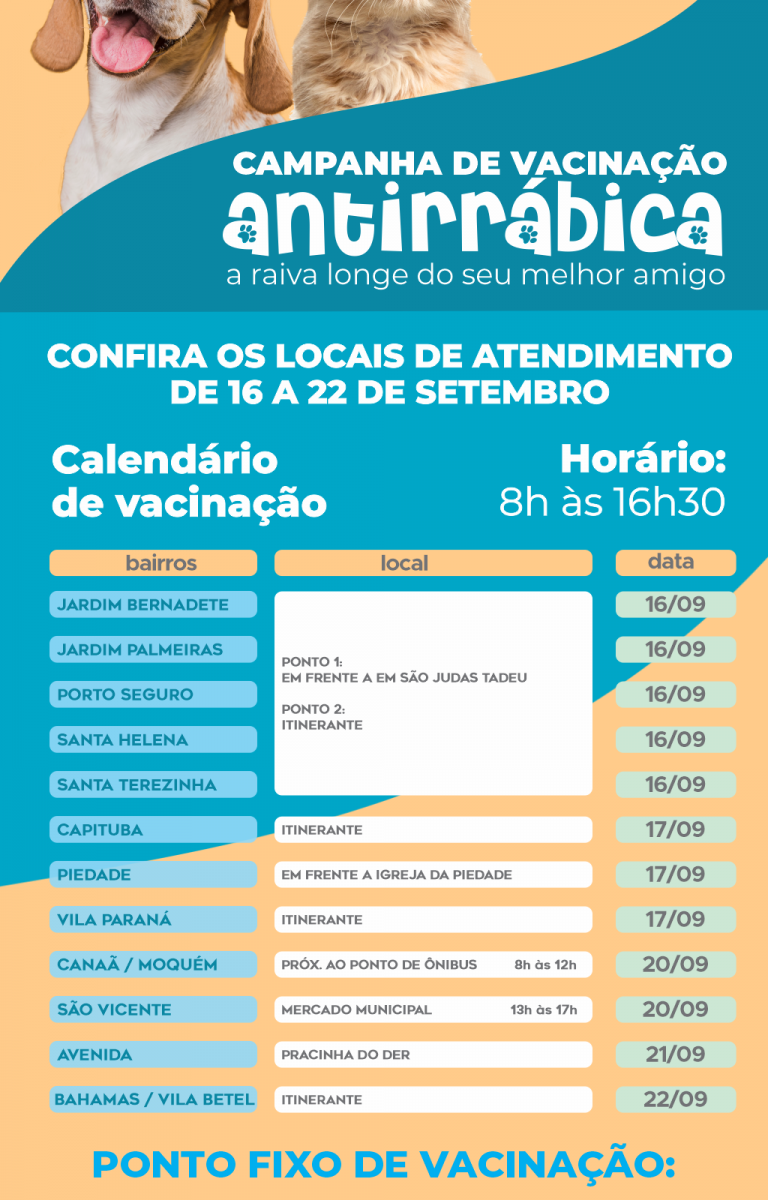 CAMPANHA DE VACINAÇÃO
antirrábica
a raiva longe do seu melhor amigo
CONFIRA OS LOCAIS DE ATENDIMENTO
DE 16 A 22 DE SETEMBRO
Calendário
de vacinação
Horário:
8h às 16h30
bairros local data
JARDIM BERNADETE 16/09
JARDIM PALMEIRAS 16/09
PONTO 1:
EM FRENTE A EM SÃO JUDAS TADEU
PORTO SEGURO 16/09
PONTO 2:
ITINERANTE
SANTA HELENA 16/09
SANTA TEREZINHA 16/09
CAPITUBA ITINERANTE 17/09
PIEDADE EM FRENTE A IGREJA DA PIEDADE 17/09
VILA PARANÁ ITINERANTE 17/09
CANAÃ / MOQUÉM PRÓX. AO PONTO DE ÔNIBUS 8h às 12h 20/09
SÃO VICENTE MERCADO MUNICIPAL 13h às 17h 20/09
AVENIDA PRACINHA DO DER 21/09
BAHAMAS / VILA BETEL ITINERANTE 22/09
PONTO FIXO DE VACINAÇÃO: